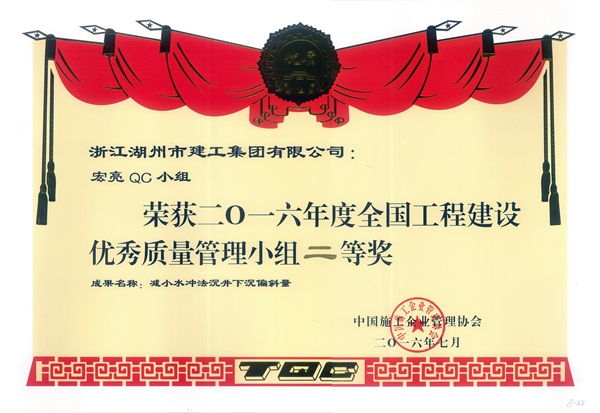 浙江湖州市建工集团有限公司：
宏亮QC小组
荣获二〇一六年度全国工程建设
优秀质量管理小组二等奖
成果名称：减小水冲法沉井下沉偏斜量
中国施工企业管理协会
二〇一六年七月
TQC